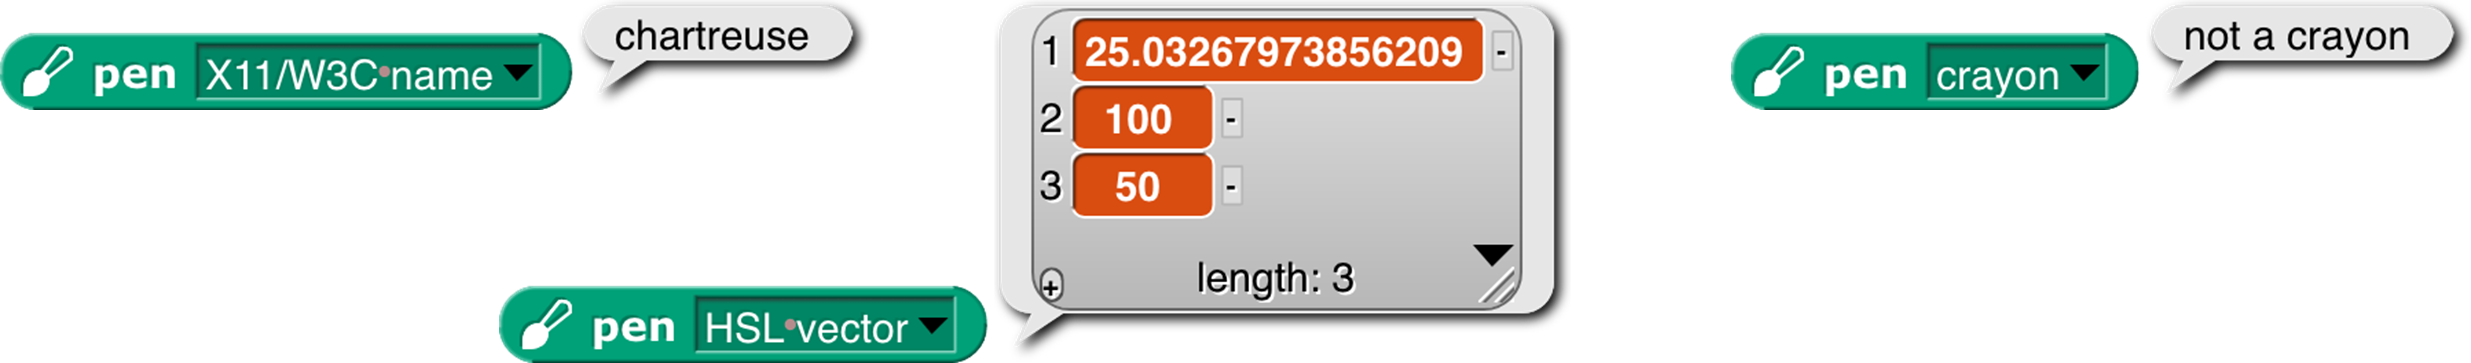 pen X11/W3C•name
chartreuse
1 25.03267973856209 -
2 100 -
3 50 -
+ length: 3
pen HSL•vector
pen crayon
not a crayon